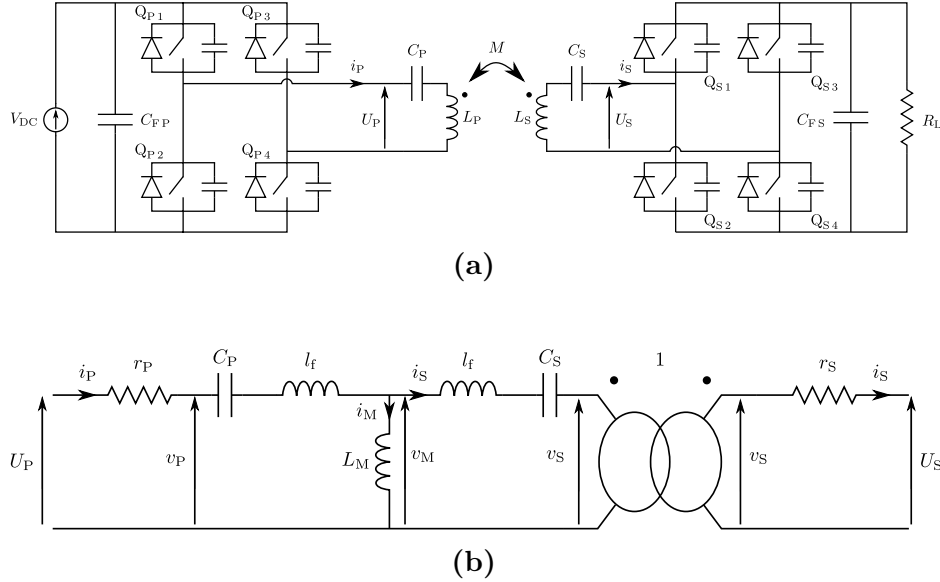 Q_P1 Q_P3
M
C_P C_S
i_P i_S
Q_S1 Q_S3
V_DC C_FP U_P L_P L_S U_S C_FS R_L
Q_P2 Q_P4
Q_S2 Q_S4
(a)
r_P C_P l_f l_f C_S 1 r_S
i_P i_S i_S
i_M
U_P v_P L_M v_M v_S v_S U_S
(b)